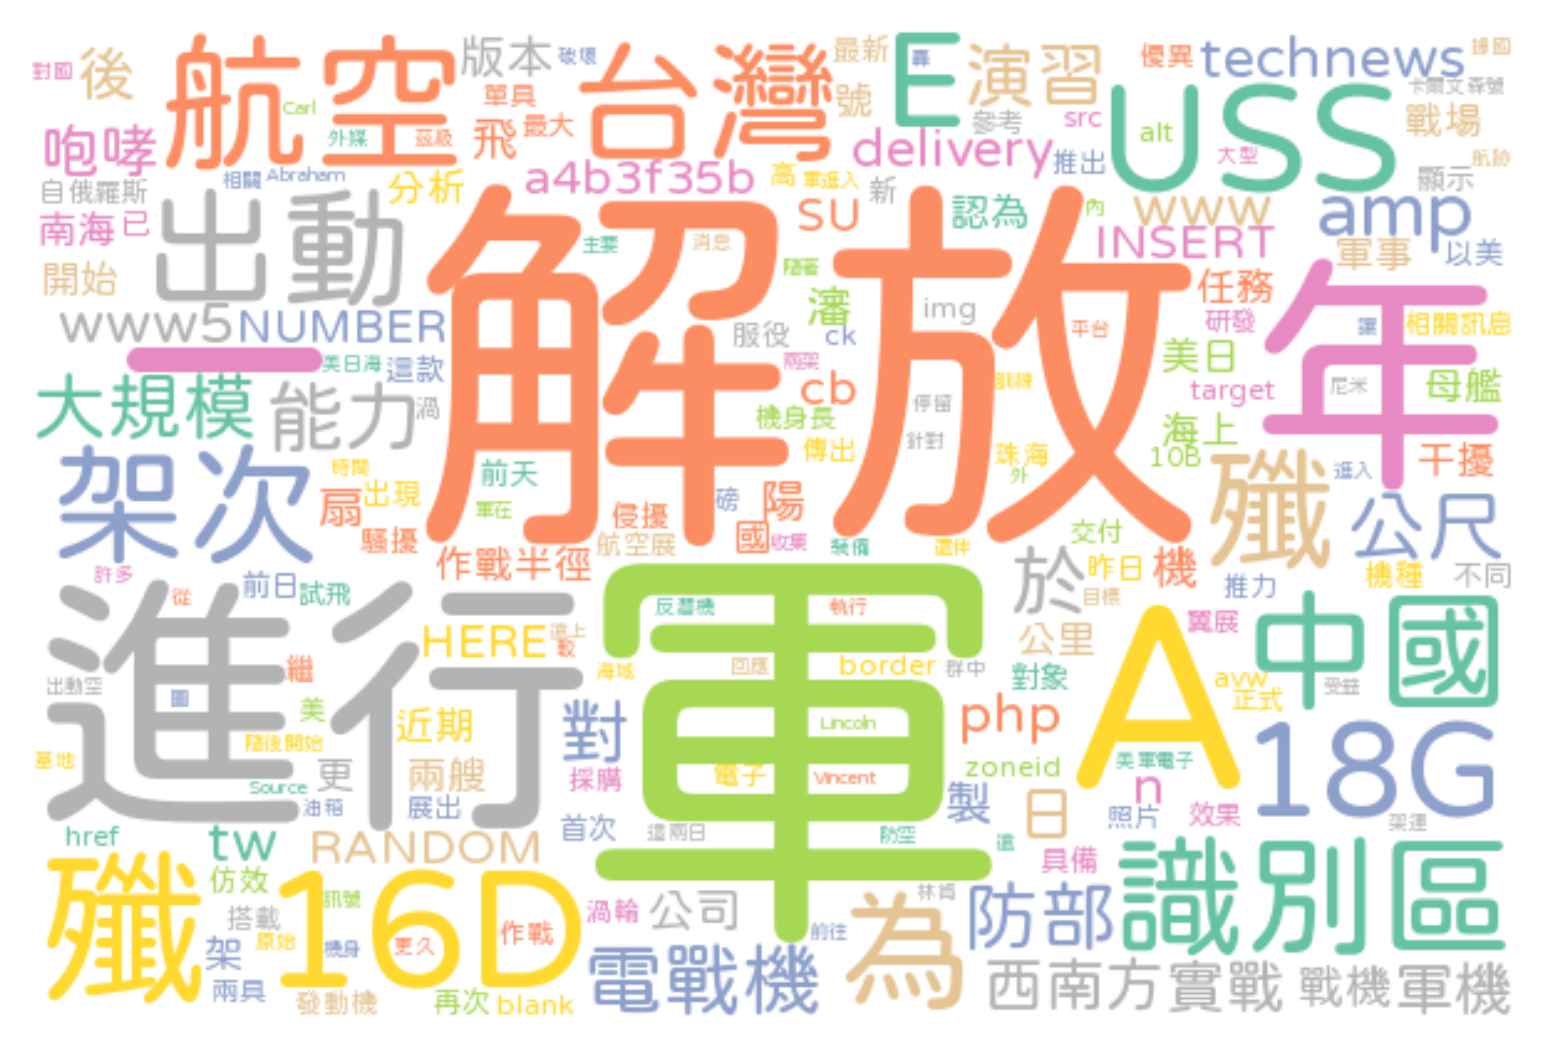 對國 後 航空 版本 破壞 台灣 最新 E 尋 演習 優異 technews 據國
Carl 單具 號 卡爾文森號
咆哮 外媒 茲級 飛 最大 delivery 參考 src USS alt 戰場
自俄羅斯 相關 Abraham 分析 a4b3f35b 高 軍進入 新 推出 大型 航跡 顯示
南海 已 出動 解放 主要 消息 SU 認為 內 www amp
INSERT 軍事 以美
開始 隨著 任務 年
www5 NUMBER 服役 瀋 img ck 平台 研發 讓 相關訊息
一 美日海 這款 兩架 美日
大規模 能力 渦 cb 停留 target 尼米 母艦
機身長 針對 海上
架次 時間 出現 前天 傳出 珠海 外 10B 殲 進入 干擾
扇 軍在 侵擾 磅 陽 公尺
騷擾 作戰半徑 航空展 國 收集 裝備 還伴 交付
許多 前日 試飛 從 軍 於 昨日 機 推力 機種 不同
目標
進行 HERE 反潛機 執行 公里 A 翼展 中國
這上 較
出動空 繼 海域 回應 border 群中 對象 avw 正式 受益
圖 美 近期 對 Lincoln php 18G
基地 隨後開始 更 兩艘 採購 電子 Vincent zoneid 美軍電子 n
Source 油箱 展出 首次 這兩日 防空 製 日 照片 效果 架運
href tw RANDOM 還 具備 識別區
殲 仿效 16D 訊號 林肯 防部
搭載 渦輪 公司 為
架 原始 機身 更久 作戰 前往
兩具 發動機 再次 blank 電戰機 西南方 實戰 戰機 軍機